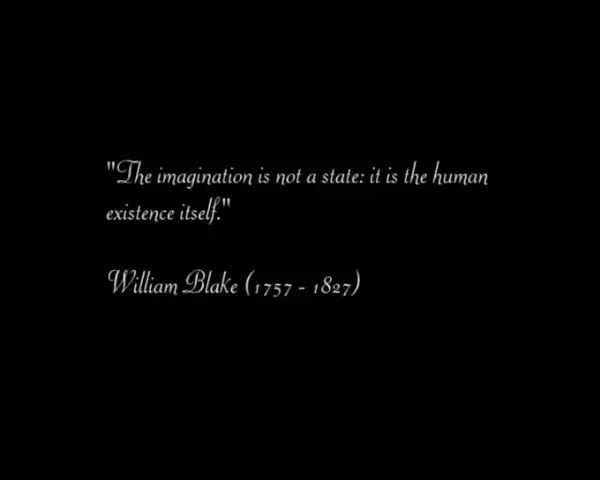 "The imagination is not a state: it is the human
existence itself."
William Blake (1757 - 1827)